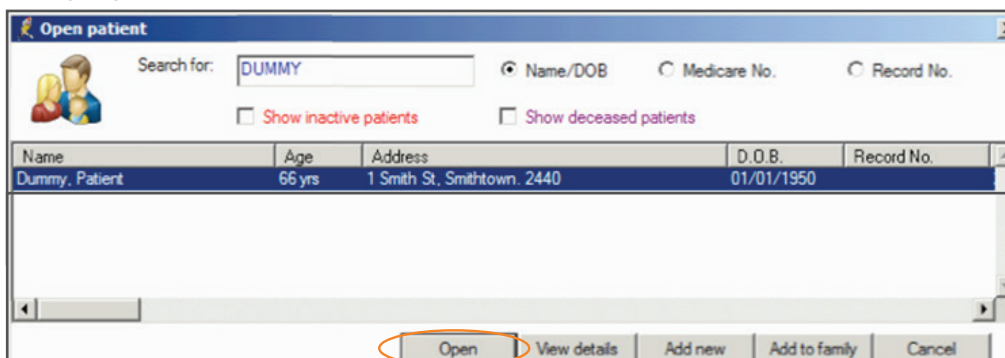 Open patient
Search for: DUMMY Name/DOB Medicare No. Record No.
Show inactive patients Show deceased patients
Name Age Address D.O.B. Record No.
Dummy, Patient 66 yrs 1 Smith St, Smithtown. 2440 01/01/1950
Open View details Add new Add to family Cancel